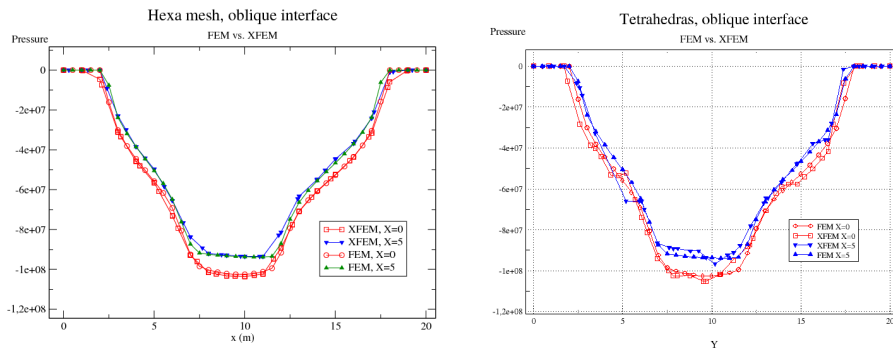 Hexa mesh, oblique interface
FEM vs. XFEM
Pressure
0
-2e+07
-4e+07
-6e+07
-8e+07
-1e+08
-1,2e+08
XFEM, X=0
XFEM, X=5
FEM, X=0
FEM, X=5
0
5
10
15
20
x (m)
Tetrahedras, oblique interface
FEM vs. XFEM
Pressure
0
-2e+07
-4e+07
-6e+07
-8e+07
-1e+08
-1,2e+08
FEM X=0
XFEM X=0
XFEM X=5
FEM X=5
0
5
10
15
20
Y